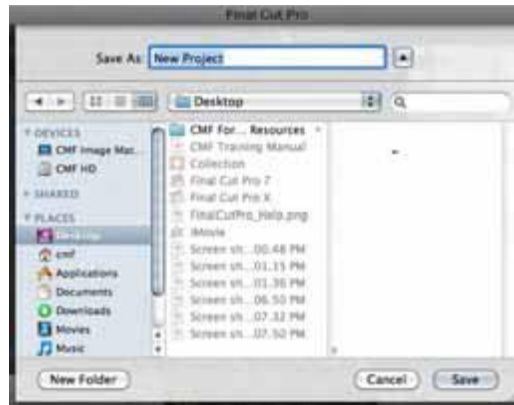 Final Cut Pro
Save As: New Project
Desktop
DEVICES
CMF Image Mat...
CMF HD
SHARED
PLACES
Desktop
cmf
Applications
Documents
Downloads
Movies
Music
CMF For... Resources
CMF Training Manual
Collection
Final Cut Pro 7
Final Cut Pro X
FinalCutPro_Help.png
iMovie
Screen sh...00.48 PM
Screen sh...01.15 PM
Screen sh...01.36 PM
Screen sh...06.50 PM
Screen sh...07.32 PM
Screen sh...07.50 PM
New Folder
Cancel
Save